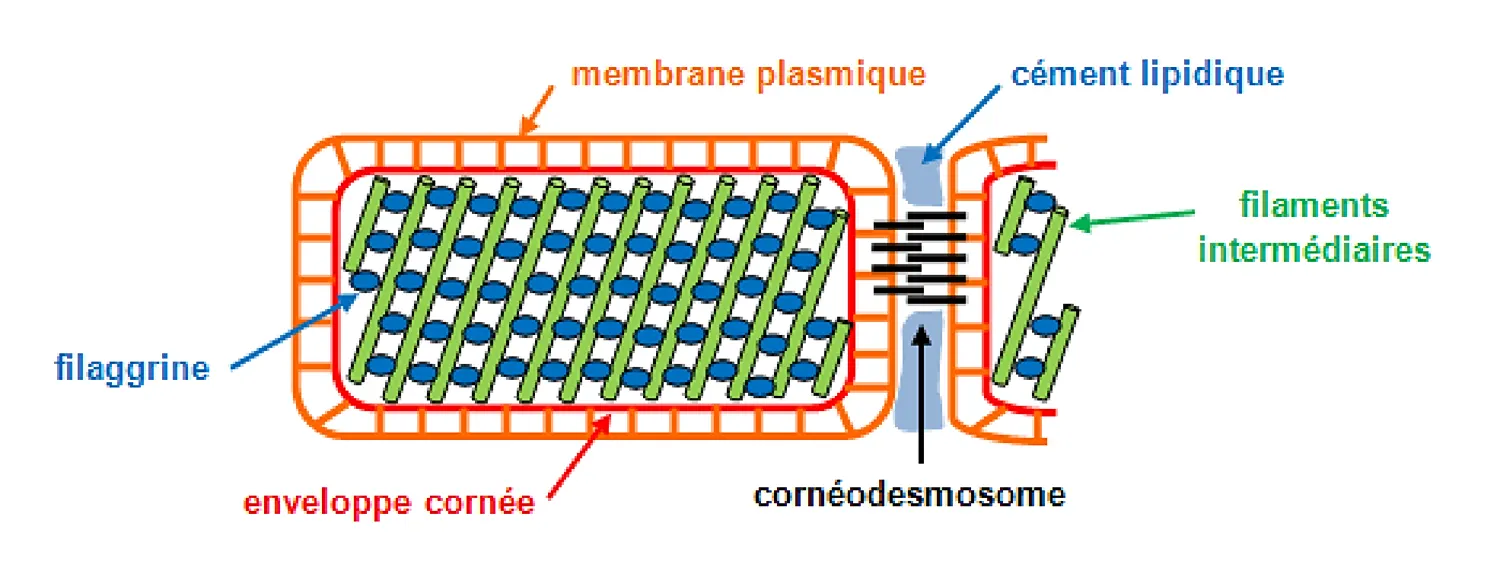 membrane plasmique
cément lipidique
filaments
intermédiaires
filaggrine
enveloppe cornée
cornéodesmosome